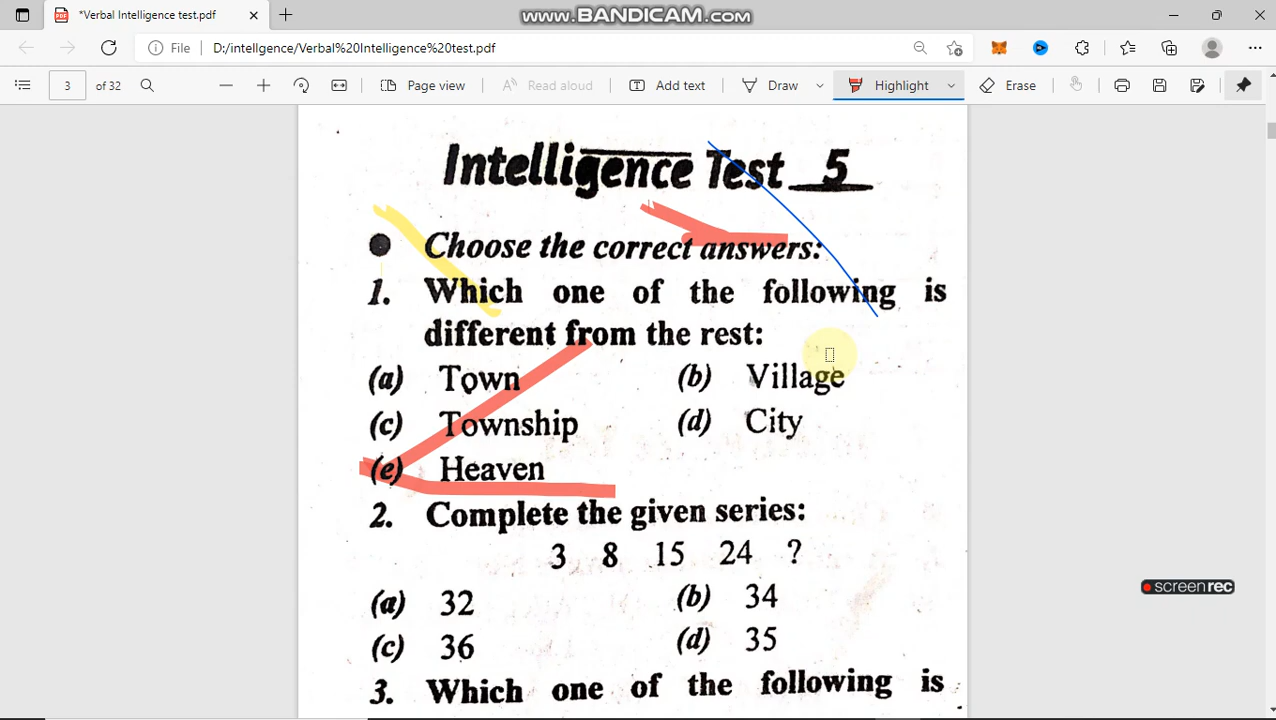 *Verbal Intelligence test.pdf
www.BANDICAM.com
File D:/intellgence/Verbal%20Intelligence%20test.pdf
3 of 32 Page view Read aloud Add text Draw Highlight Erase
Intelligence Test 5
Choose the correct answers:
1. Which one of the following is
different from the rest:
(a) Town (b) Village
(c) Township (d) City
(e) Heaven
2. Complete the given series:
3 8 15 24 ?
(a) 32 (b) 34
(c) 36 (d) 35
screenrec
3. Which one of the following is